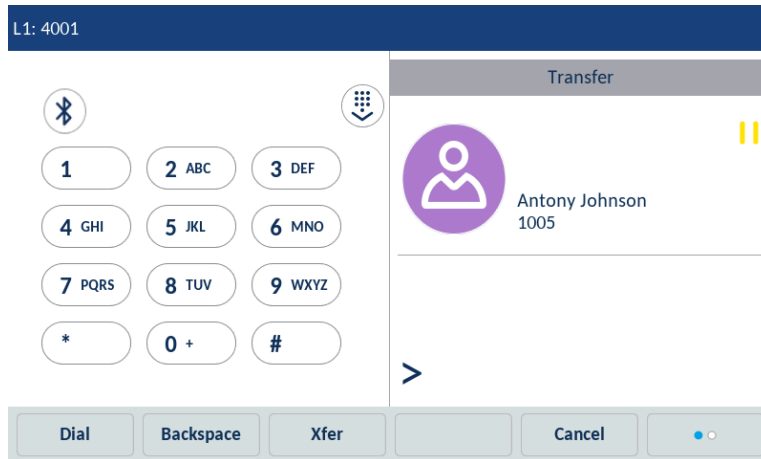 L1: 4001
Transfer
1
2 ABC
3 DEF
4 GHI
5 JKL
6 MNO
7 PQRS
8 TUV
9 WXYZ
*
0 +
#
Antony Johnson
1005
>
Dial
Backspace
Xfer
Cancel